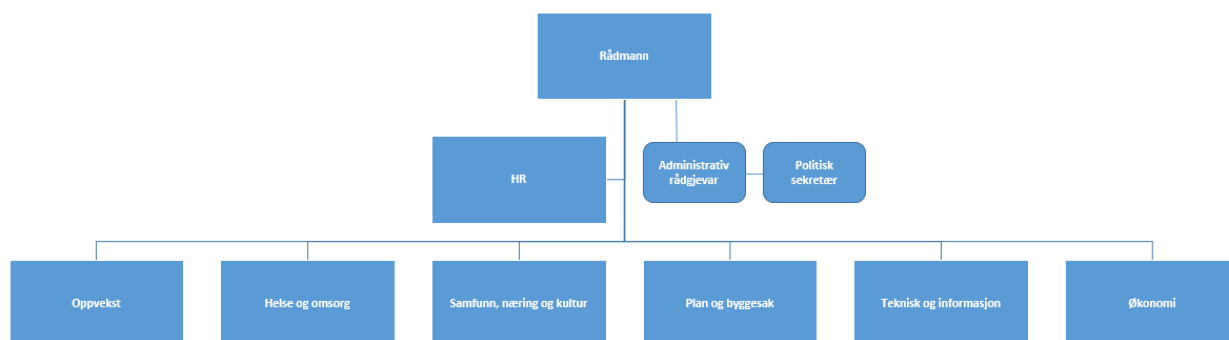 Rådmann
HR
Administrativ
rådgjevar
Politisk
sekretær
Oppvekst
Helse og omsorg
Samfunn, næring og kultur
Plan og byggesak
Teknisk og informasjon
Økonomi